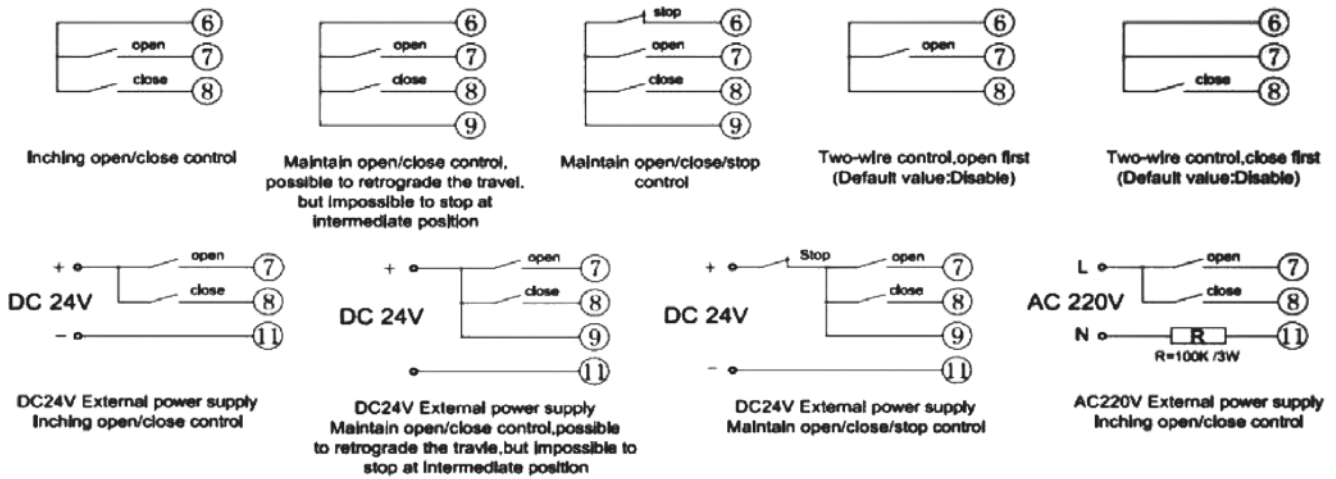 6
open
7
close
8
Inching open/close control
6
open
7
close
8
9
Maintain open/close control,
possible to retrograde the travel.
but impossible to stop at
intermediate position
stop
6
open
7
close
8
9
Maintain open/close/stop
control
6
open
7
8
Two-wire control,open first
(Default value:Disable)
6
7
close
8
Two-wire control,close first
(Default value:Disable)
+
open
7
close
8
DC 24V
-
11
DC24V External power supply
Inching open/close control
+
open
7
close
8
DC 24V
9
11
DC24V External power supply
Maintain open/close control,possible
to retrograde the travle,but impossible to
stop at intermediate position
+
Stop
open
7
close
8
DC 24V
9
-
11
DC24V External power supply
Maintain open/close/stop control
L
open
7
close
8
AC 220V
N
R
11
R=100K /3W
AC220V External power supply
Inching open/close control